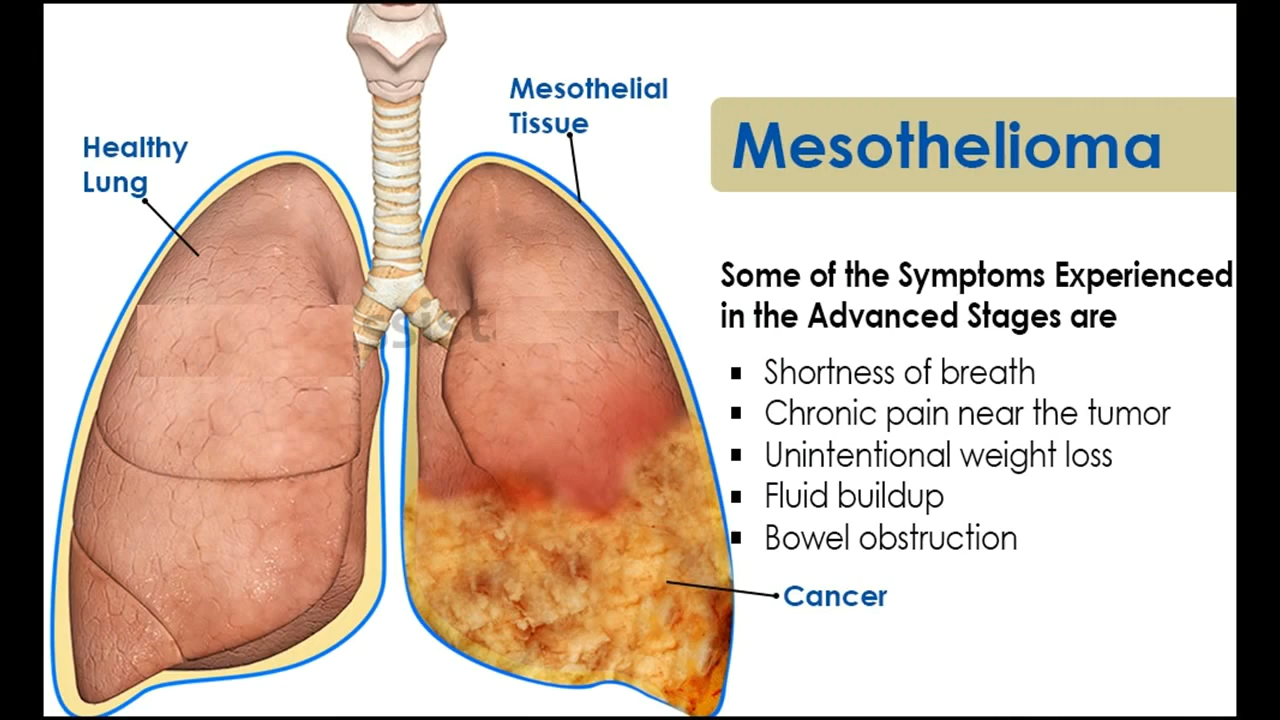 Mesothelial
Tissue
Healthy
Lung
Mesothelioma
Some of the Symptoms Experienced
in the Advanced Stages are
▪ Shortness of breath
▪ Chronic pain near the tumor
▪ Unintentional weight loss
▪ Fluid buildup
▪ Bowel obstruction
Cancer